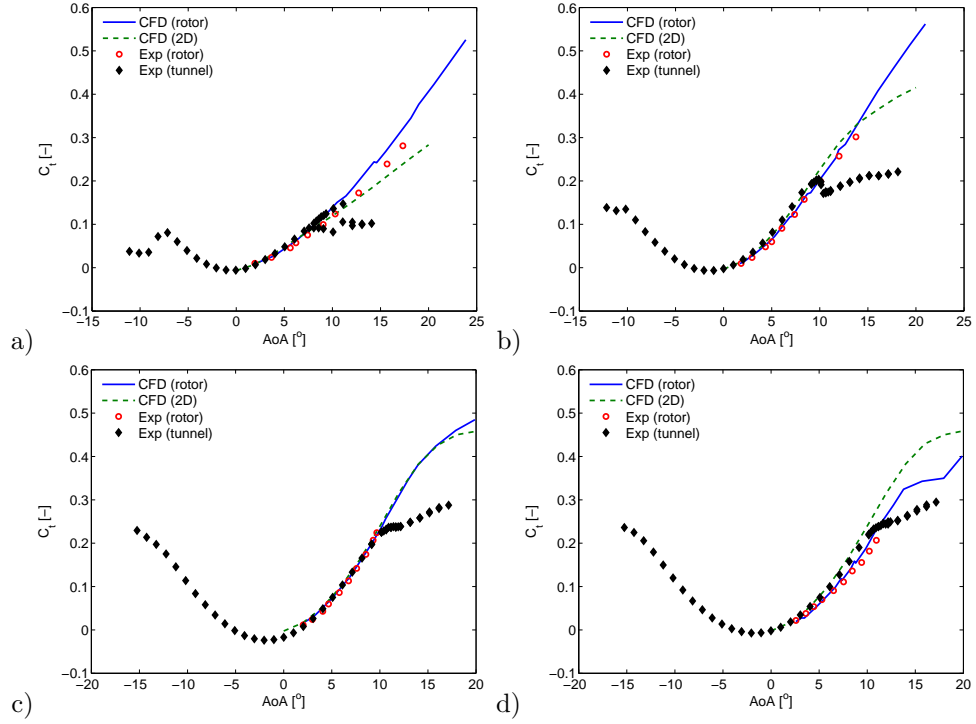 CFD (rotor)
CFD (2D)
Exp (rotor)
Exp (tunnel)
0.6
0.5
0.4
0.3
0.2
0.1
0
−0.1
C_t [−]
−15 −10 −5 0 5 10 15 20 25
AoA [°]
a)
CFD (rotor)
CFD (2D)
Exp (rotor)
Exp (tunnel)
0.6
0.5
0.4
0.3
0.2
0.1
0
−0.1
C_t [−]
−15 −10 −5 0 5 10 15 20 25
AoA [°]
b)
CFD (rotor)
CFD (2D)
Exp (rotor)
Exp (tunnel)
0.6
0.5
0.4
0.3
0.2
0.1
0
−0.1
C_t [−]
−20 −15 −10 −5 0 5 10 15 20
AoA [°]
c)
CFD (rotor)
CFD (2D)
Exp (rotor)
Exp (tunnel)
0.6
0.5
0.4
0.3
0.2
0.1
0
−0.1
C_t [−]
−20 −15 −10 −5 0 5 10 15 20
AoA [°]
d)